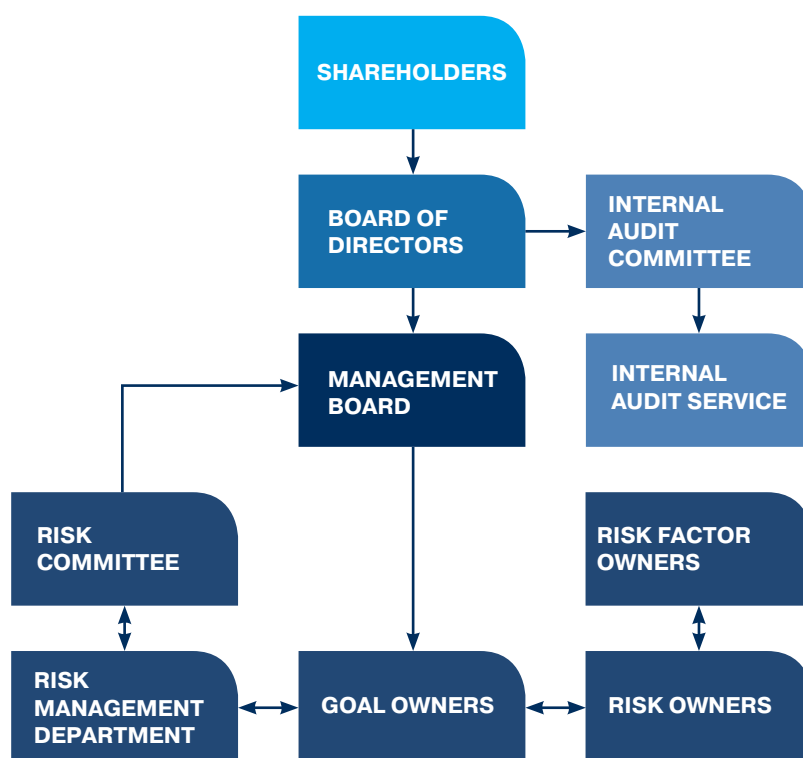 SHAREHOLDERS
BOARD OF
DIRECTORS
INTERNAL
AUDIT
COMMITTEE
MANAGEMENT
BOARD
INTERNAL
AUDIT SERVICE
RISK
COMMITTEE
RISK FACTOR
OWNERS
RISK
MANAGEMENT
DEPARTMENT
GOAL OWNERS
RISK OWNERS